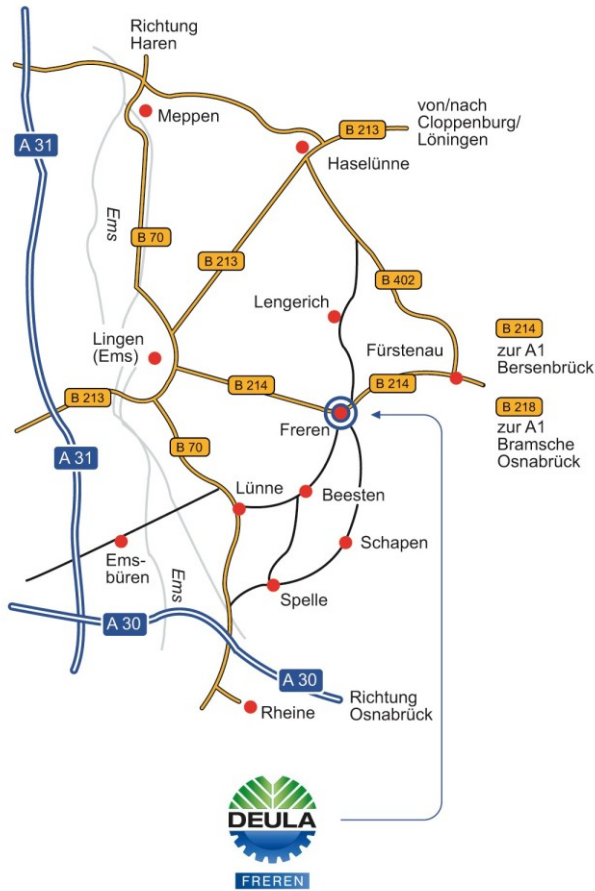 Richtung
Haren
A 31
Meppen
B 213
von/nach
Cloppenburg/
Löningen
Haselünne
Ems
B 70
B 213
B 402
Lengerich
B 214
zur A1
Bersenbrück
Lingen
(Ems)
Fürstenau
B 213
B 214
B 214
B 218
zur A1
Bramsche
Osnabrück
Freren
A 31
B 70
Lünne
Beesten
Schapen
Ems-
büren
Ems
Spelle
A 30
A 30
Richtung
Osnabrück
Rheine
DEULA
FREREN